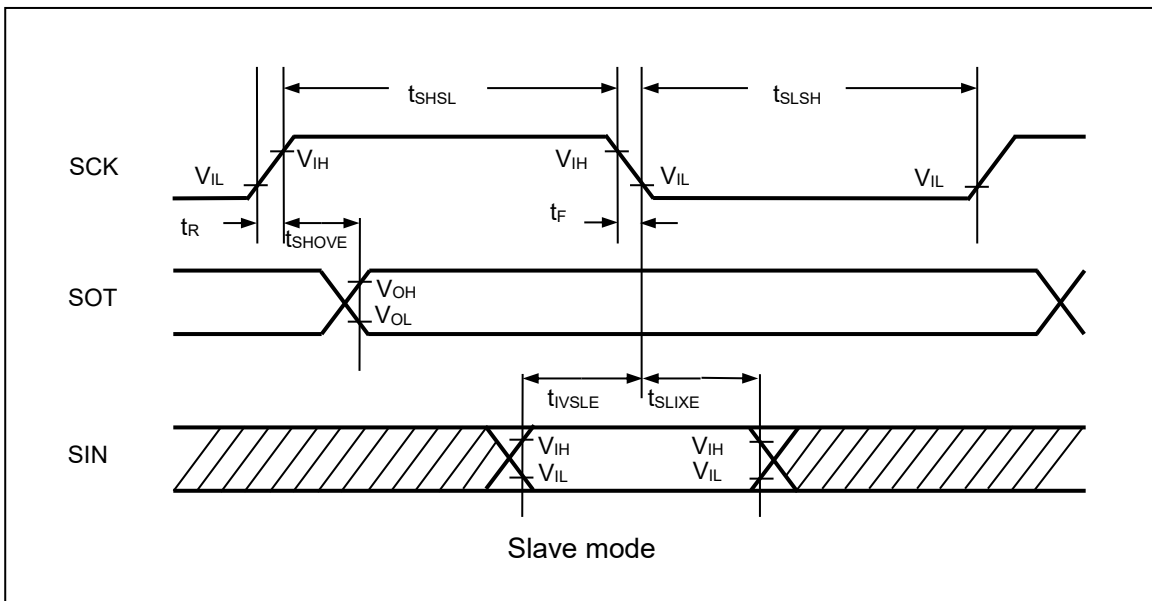 tSHSL
tSLSH
SCK
VIH
VIH
VIL
VIL
VIL
tR
tSHOVE
tF
SOT
VOH
VOL
tIVSLE
tSLIXE
SIN
VIH
VIH
VIL
VIL
Slave mode